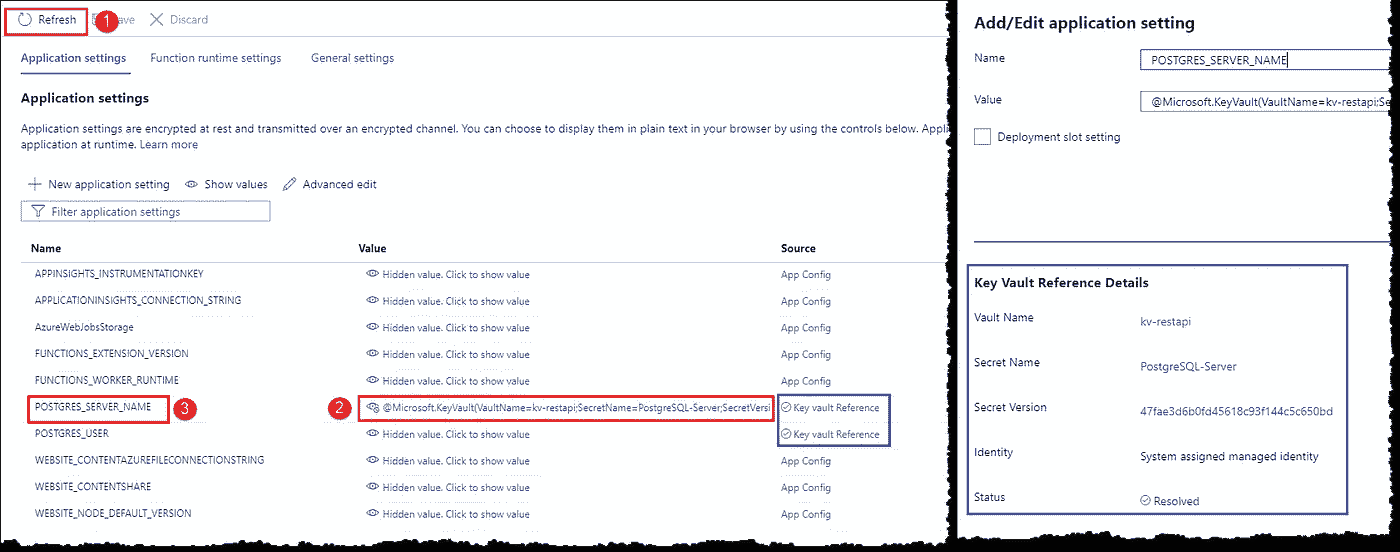 Refresh
1
ave
Discard
Application settings
Function runtime settings
General settings
Application settings
Application settings are encrypted at rest and transmitted over an encrypted channel. You can choose to display them in plain text in your browser by using the controls below. Appli
application at runtime. Learn more
New application setting
Show values
Advanced edit
Filter application settings
Name Value Source
APPINSIGHTS_INSTRUMENTATIONKEY Hidden value. Click to show value App Config
APPLICATIONINSIGHTS_CONNECTION_STRING Hidden value. Click to show value App Config
AzureWebJobsStorage Hidden value. Click to show value App Config
FUNCTIONS_EXTENSION_VERSION Hidden value. Click to show value App Config
FUNCTIONS_WORKER_RUNTIME Hidden value. Click to show value App Config
POSTGRES_SERVER_NAME 3 2 @Microsoft.KeyVault(VaultName=kv-restapi;SecretName=PostgreSQL-Server;SecretVersi Key vault Reference
POSTGRES_USER Hidden value. Click to show value Key vault Reference
WEBSITE_CONTENTAZUREFILECONNECTIONSTRING Hidden value. Click to show value App Config
WEBSITE_CONTENTSHARE Hidden value. Click to show value App Config
WEBSITE_NODE_DEFAULT_VERSION Hidden value. Click to show value App Config
Add/Edit application setting
Name POSTGRES_SERVER_NAME
Value @Microsoft.KeyVault(VaultName=kv-restapi;Se
Deployment slot setting
Key Vault Reference Details
Vault Name kv-restapi
Secret Name PostgreSQL-Server
Secret Version 47fae3d6b0fd45618c93f144c5c650bd
Identity System assigned managed identity
Status Resolved